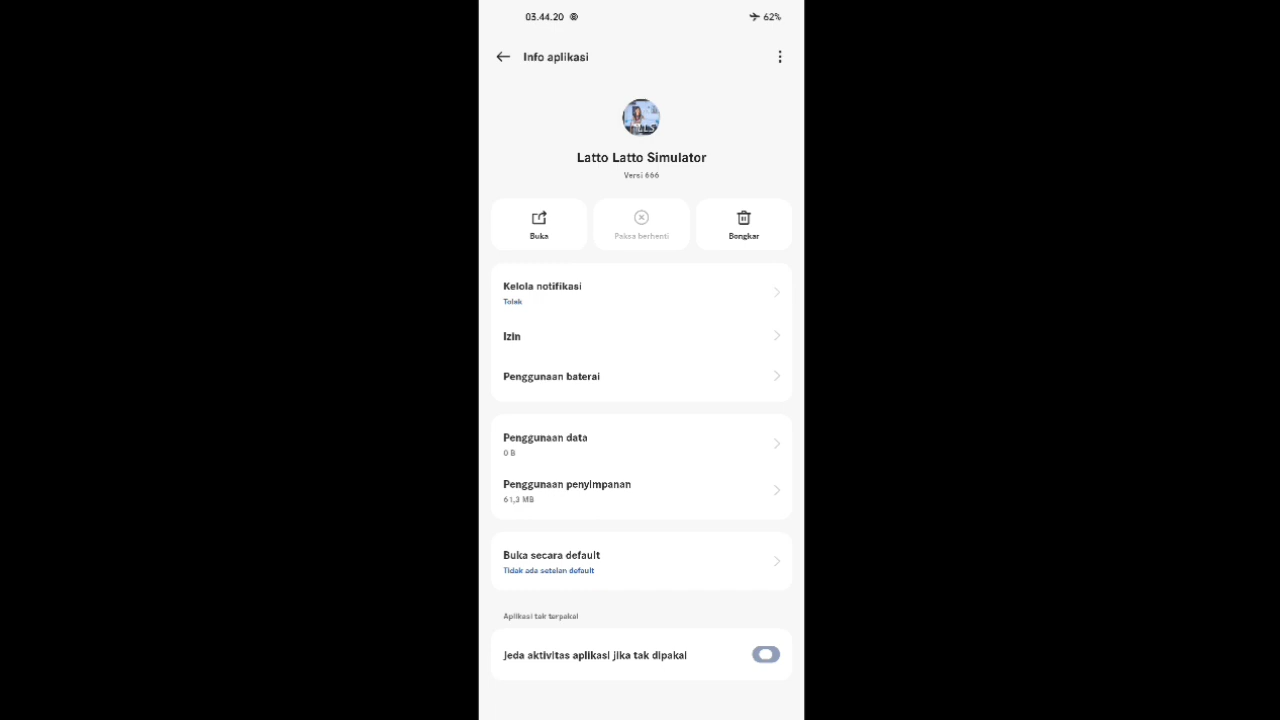 03.44.20
62%
Info aplikasi
Latto Latto Simulator
Versi 666
Buka
Paksa berhenti
Bongkar
Kelola notifikasi
Tolak
Izin
Penggunaan baterai
Penggunaan data
0 B
Penggunaan penyimpanan
61,3 MB
Buka secara default
Tidak ada setelan default
Aplikasi tak terpakai
Jeda aktivitas aplikasi jika tak dipakai